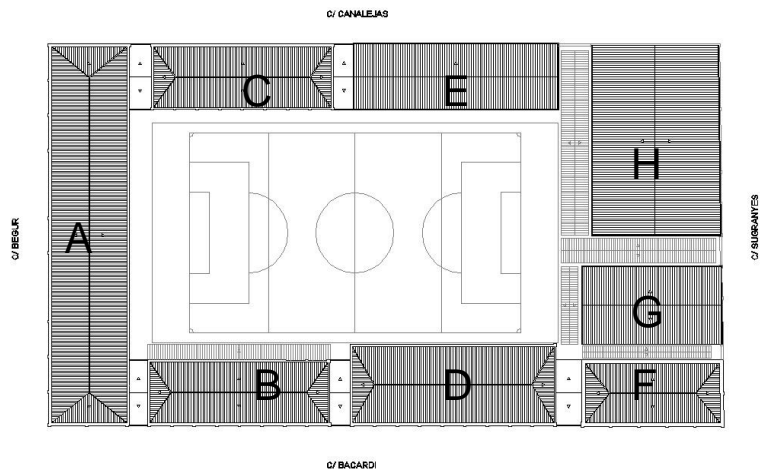 C/ CANALEJAS
C
E
H
A
C/ BEGUR
C/ SUGRANYES
G
B
D
F
C/ BACARDI